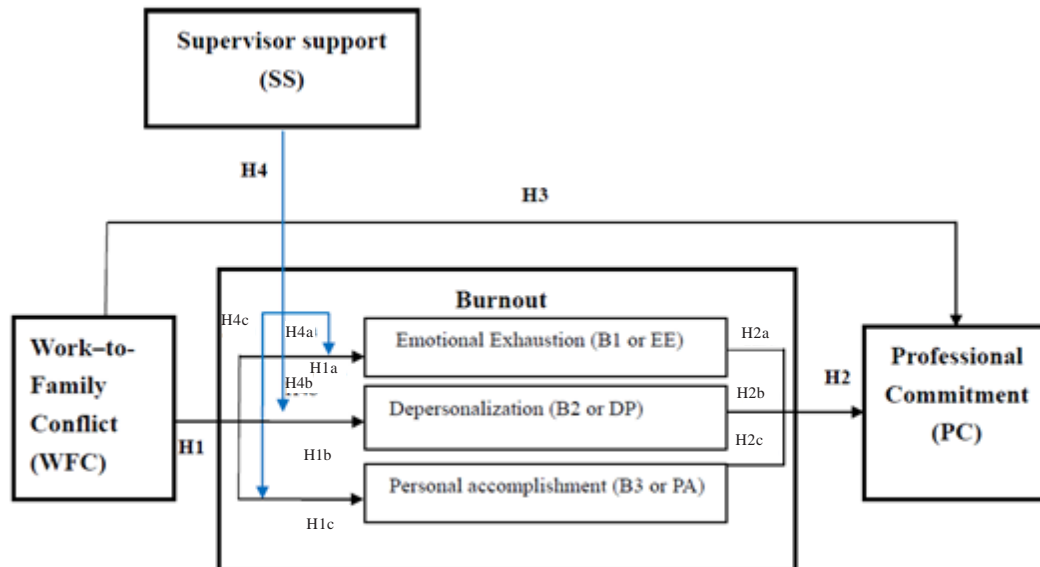 Supervisor support
(SS)
H4
H3
Burnout
H4c
H4a
Emotional Exhaustion (B1 or EE)
H2a
H1a
Work–to-
Family
Conflict
(WFC)
H4b
Depersonalization (B2 or DP)
H2b
H2
Professional
Commitment
(PC)
H1
H1b
H2c
Personal accomplishment (B3 or PA)
H1c